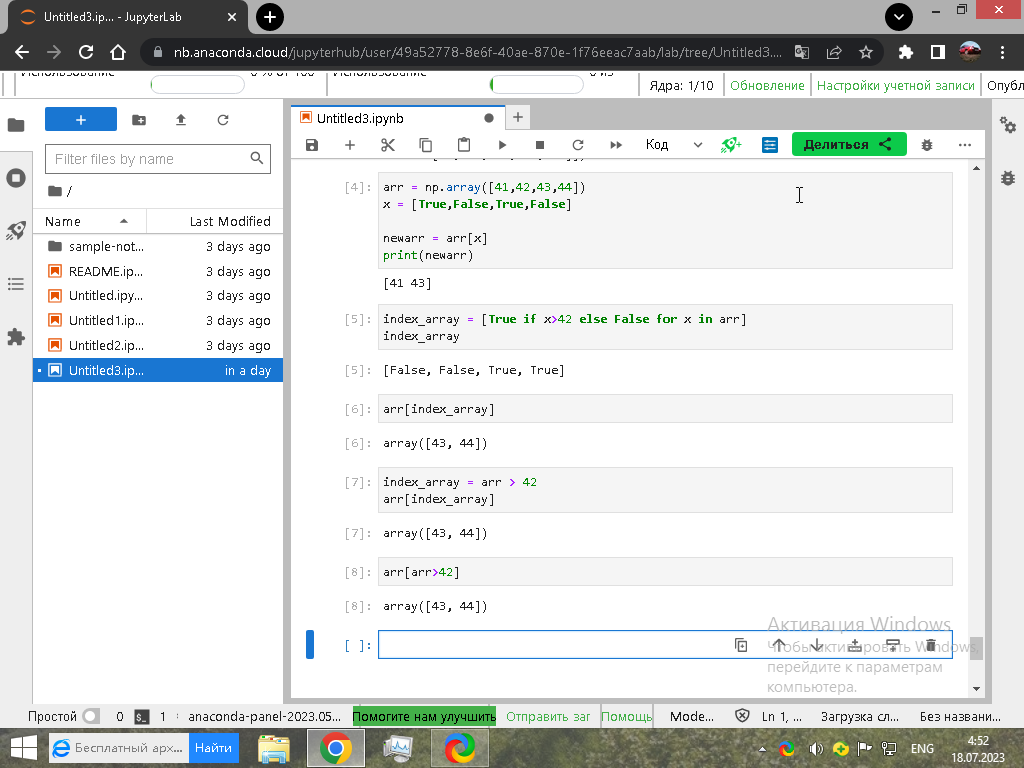 Untitled3.ip... - JupyterLab
nb.anaconda.cloud/jupyterhub/user/49a52778-8e6f-40ae-870e-1f76eeac7aab/lab/tree/Untitled3....
Использование 0 % от 100 Использование
Ядра: 1/10 Обновление Настройки учетной записи Опубл
Untitled3.ipynb
Filter files by name
Код
Делиться
/
Name Last Modified
sample-not... 3 days ago
README.ip... 3 days ago
Untitled.ipy... 3 days ago
Untitled1.ip... 3 days ago
Untitled2.ip... 3 days ago
Untitled3.ip... in a day
[4]: arr = np.array([41,42,43,44])
x = [True,False,True,False]
newarr = arr[x]
print(newarr)
[41 43]
[5]: index_array = [True if x>42 else False for x in arr]
index_array
[5]: [False, False, True, True]
[6]: arr[index_array]
[6]: array([43, 44])
[7]: index_array = arr > 42
arr[index_array]
[7]: array([43, 44])
[8]: arr[arr>42]
[8]: array([43, 44])
[ ]:
Активация Windows
Чтобы активировать Windows,
перейдите к параметрам
компьютера.
Простой 0 $_ 1 anaconda-panel-2023.05... Помогите нам улучшить Отправить заг Помощь Mode... Ln 1, ... Загрузка сл... Без названи...
Бесплатный арх... Найти
ENG
4:52
18.07.2023